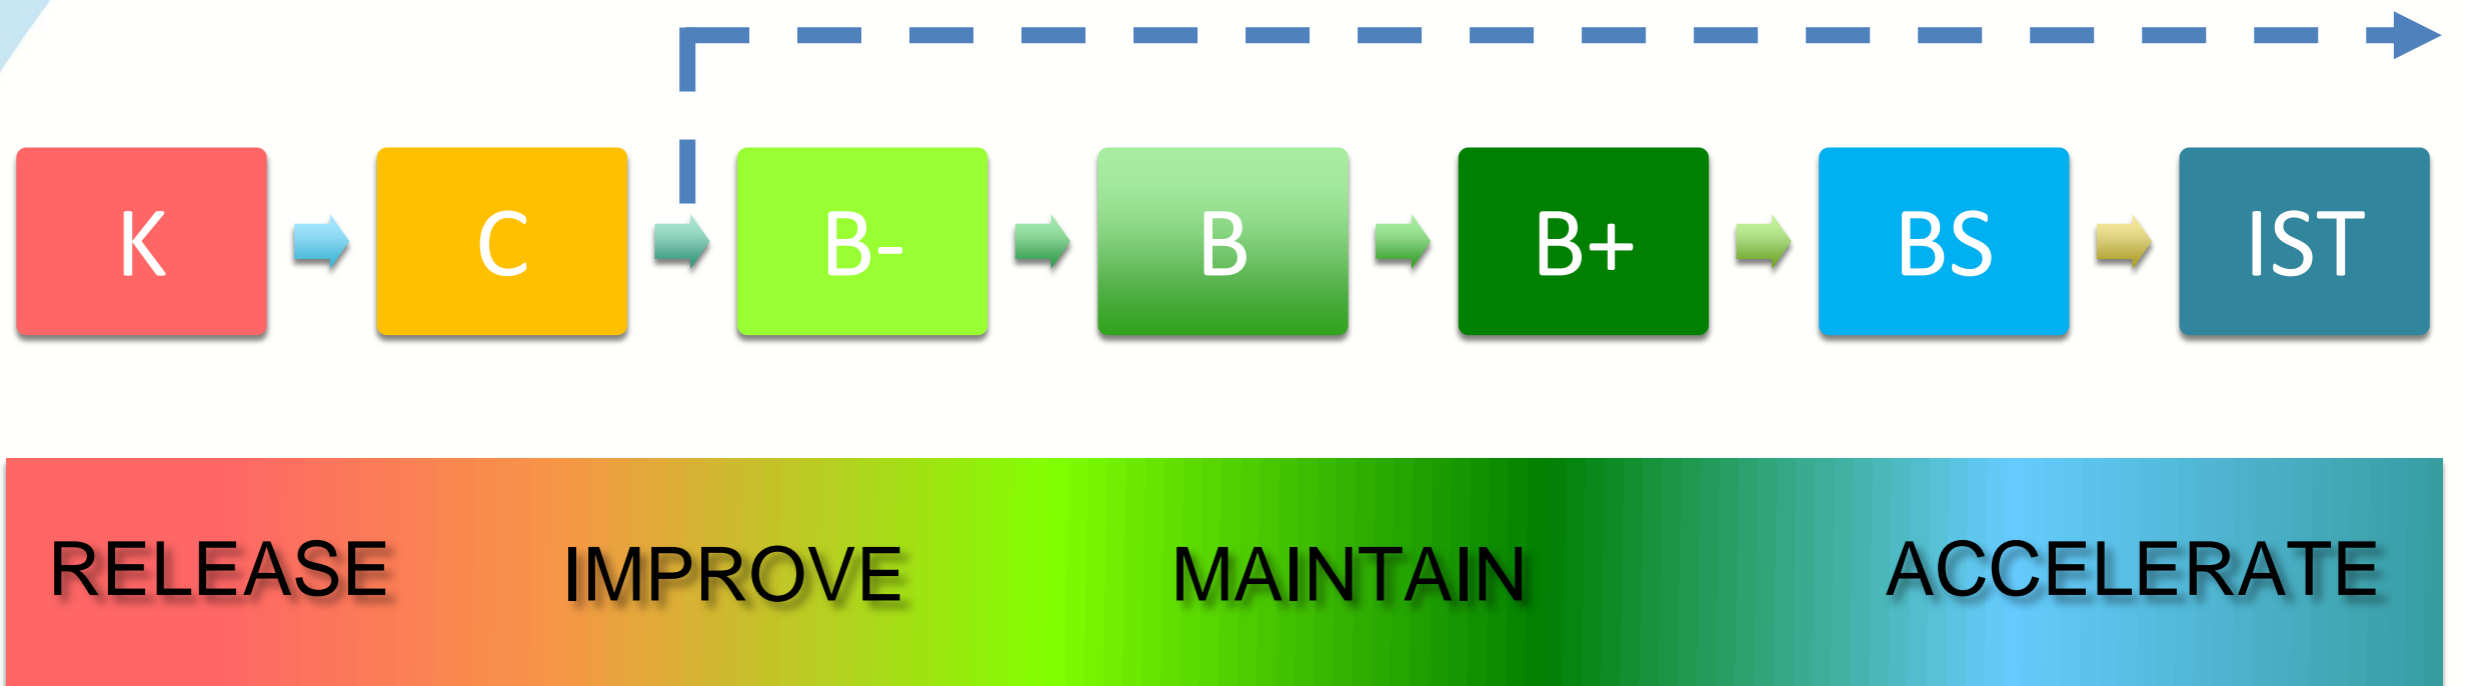 K C B- B B+ BS IST
RELEASE IMPROVE MAINTAIN ACCELERATE